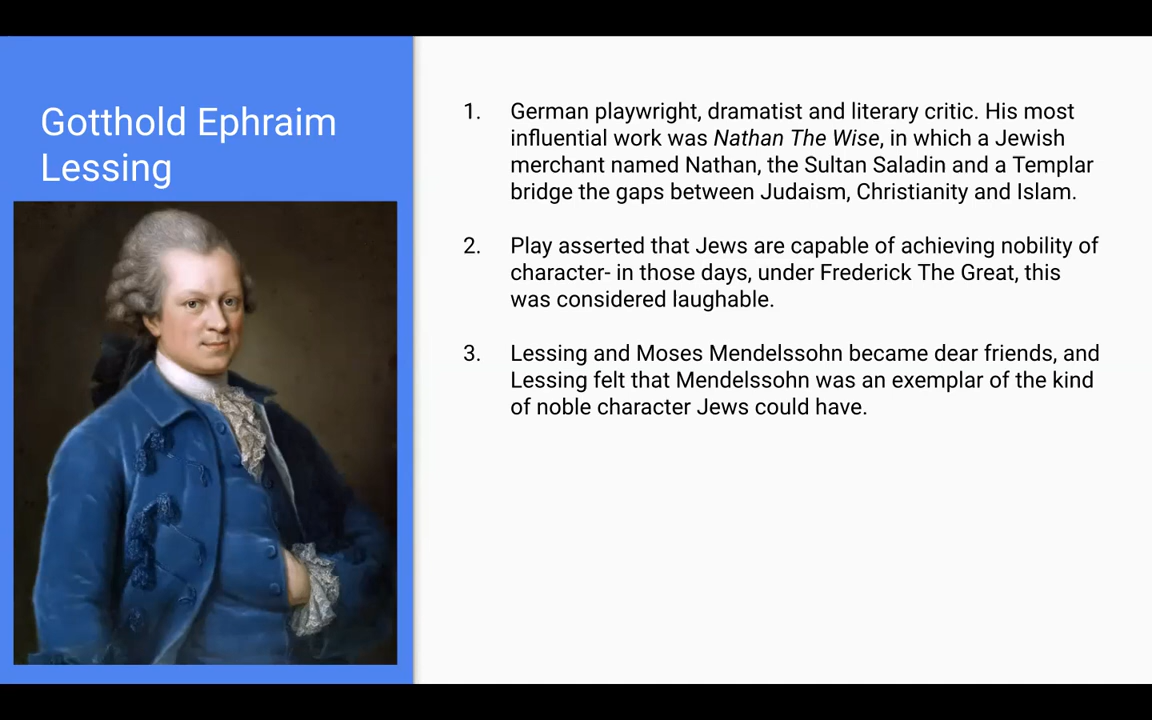 Gotthold Ephraim
Lessing
1. German playwright, dramatist and literary critic. His most
influential work was Nathan The Wise, in which a Jewish
merchant named Nathan, the Sultan Saladin and a Templar
bridge the gaps between Judaism, Christianity and Islam.
2. Play asserted that Jews are capable of achieving nobility of
character- in those days, under Frederick The Great, this
was considered laughable.
3. Lessing and Moses Mendelssohn became dear friends, and
Lessing felt that Mendelssohn was an exemplar of the kind
of noble character Jews could have.